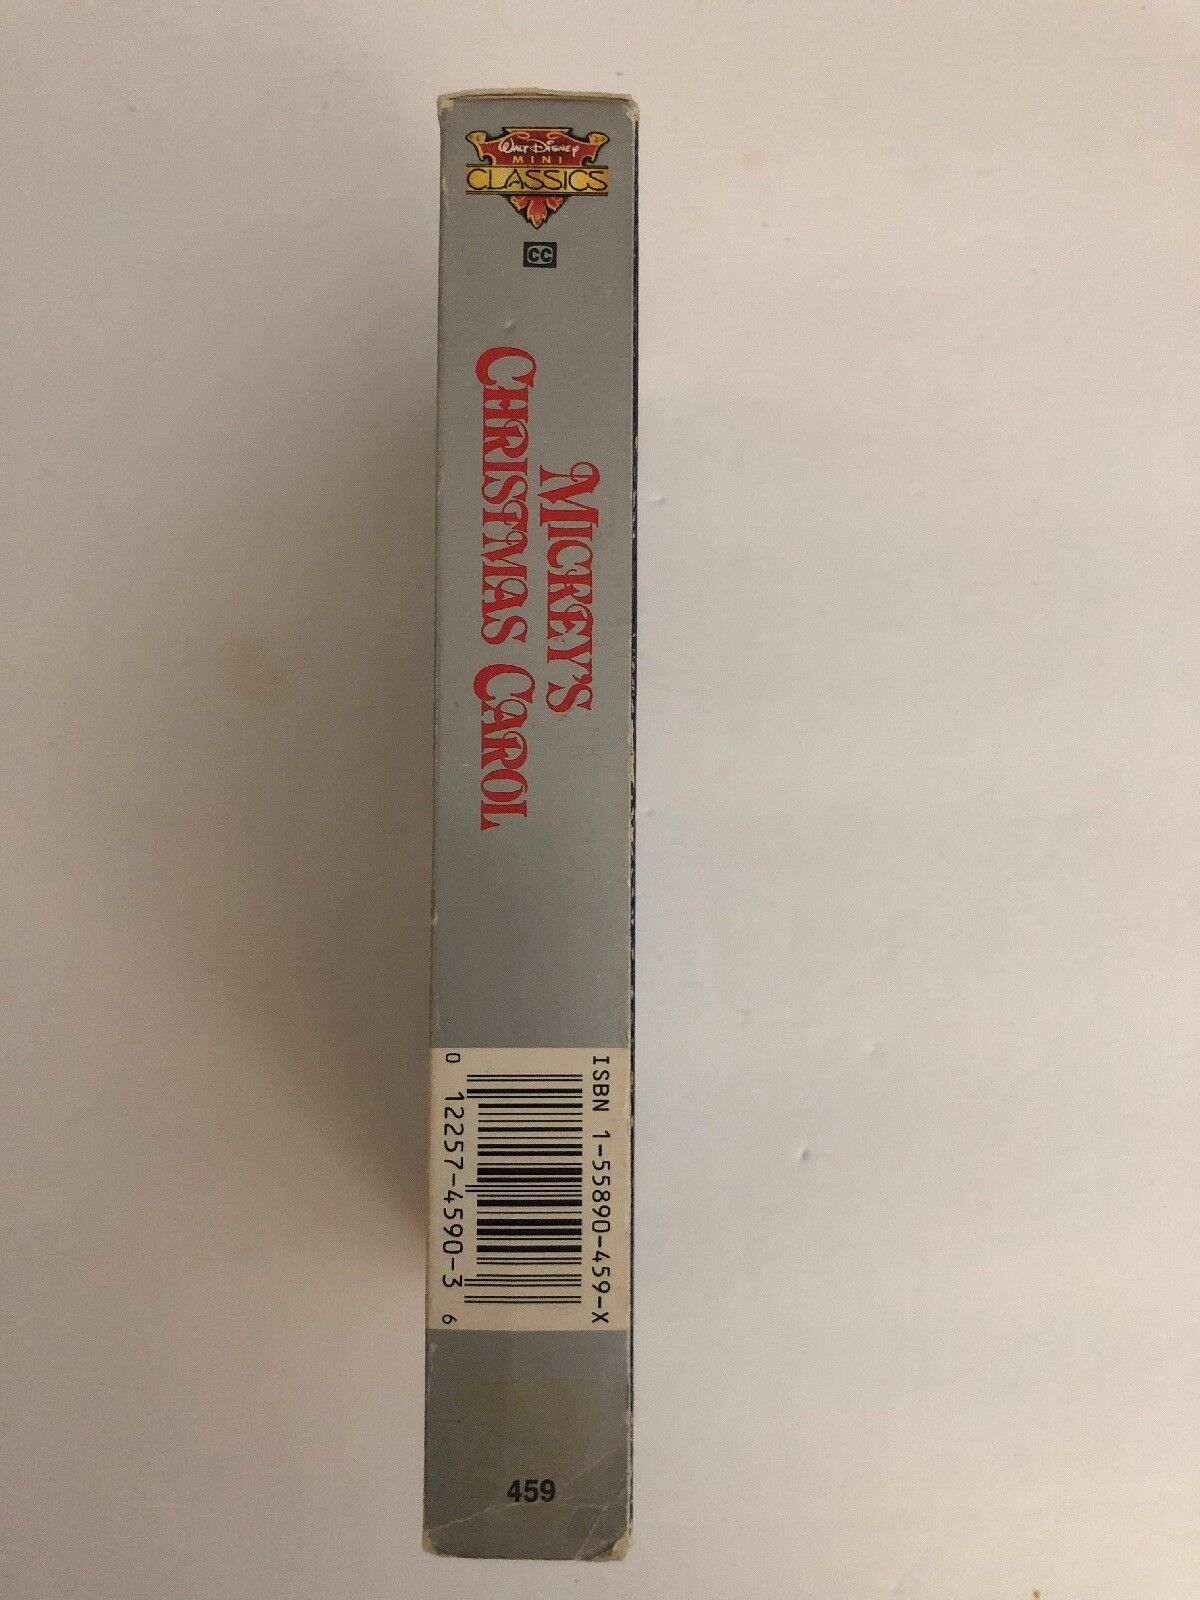 Walt Disney
MINI
CLASSICS
CC
MICKEY'S
CHRISTMAS CAROL
ISBN 1-55890-459-X
0 12257-4590-3 6
459